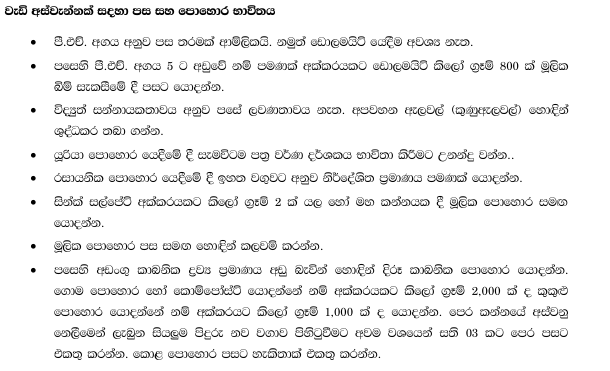 වැඩි අස්වැන්නක් සදහා පස සහ පොහොර භාවිතය
• පී.එච්. අගය අනුව පස තරමක් ආම්ලිකයි. නමුත් ඩොලමයිට් යෙදීම අවශ්‍ය නැත.
• පසෙහි පී.එච්. අගය 5 ට අඩුවේ නම් පමණක් අක්කරයකට ඩොලමයිට් කිලෝ ග්‍රෑම් 800 ක් මූලික
බිම් සැකසීමේ දී පසට යොදන්න.
• විද්‍යුත් සන්නායකතාවය අනුව පසේ ලවණතාවය නැත. අපවහන ඇලවල් (කුණුඇලවල්) හොඳින්
ශුද්ධකර තබා ගන්න.
• යූරියා පොහොර යෙදීමේ දී සැමවිටම පත්‍ර වර්ණ දර්ශකය භාවිතා කිරීමට උනන්දු වන්න..
• රසායනික පොහොර යෙදීමේ දී ඉහත වගුවට අනුව නිර්දේශිත ප්‍රමාණය පමණක් යොදන්න.
• සින්ක් සල්පේට් අක්කරයකට කිලෝ ග්‍රෑම් 2 ක් යල හෝ මහ කන්නයක දී මූලික පොහොර සමඟ
යොදන්න.
• මූලික පොහොර පස සමඟ හොඳින් කලවම් කරන්න.
• පසෙහි අඩංගු කාබනික ද්‍රව්‍ය ප්‍රමාණය අඩු බැවින් හොඳින් දිරූ කාබනික පොහොර යොදන්න.
ගොම පොහොර හෝ කොම්පෝස්ට් යොදන්නේ නම් අක්කරයකට කිලෝ ග්‍රෑම් 2,000 ක් ද කුකුළු
පොහොර යොදන්නේ නම් අක්කරයට කිලෝ ග්‍රෑම් 1,000 ක් ද යොදන්න. පෙර කන්නයේ අස්වනු
නෙලීමෙන් ලැබුන සියලුම පිදුරු නව වගාව පිහිටුවීමට අවම වශයෙන් සති 03 කට පෙර පසට
එකතු කරන්න. කොළ පොහොර පසට හැකිතාක් එකතු කරන්න.